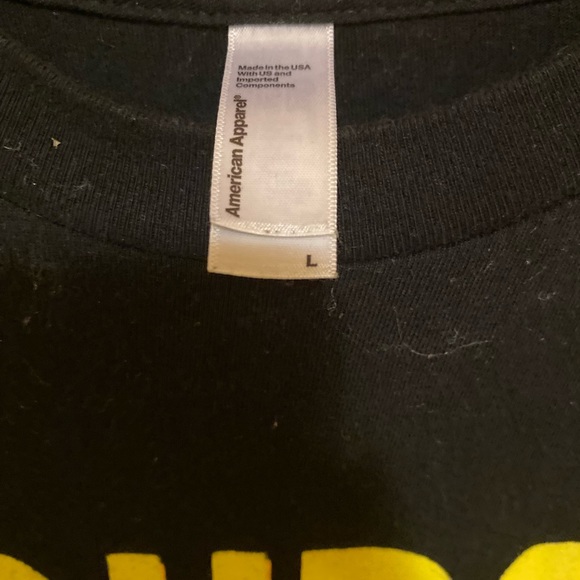 Made in the USA
With US and
Imported
Components
American Apparel®
L